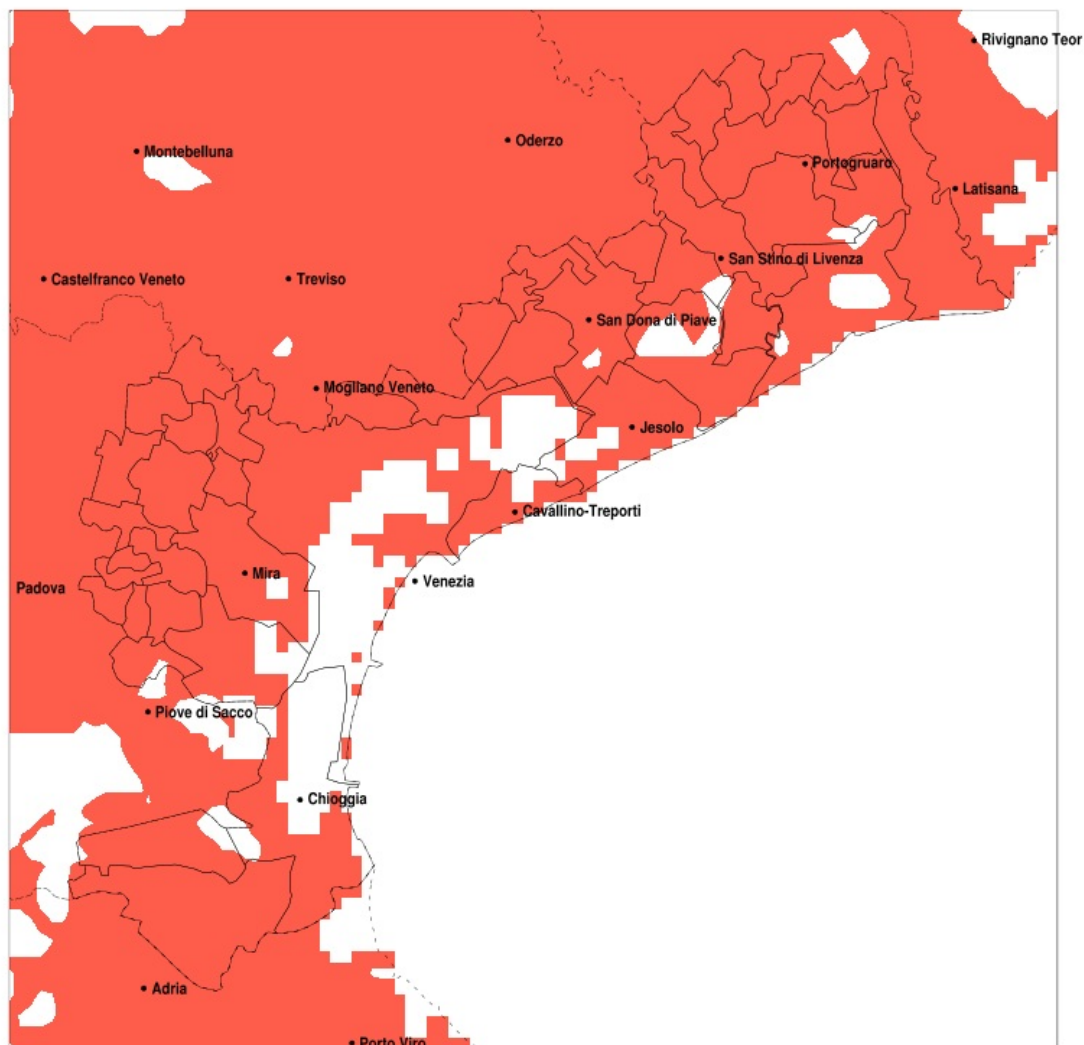 Rivignano Teor
Oderzo
Montebelluna
Portogruaro
Latisana
San Stino di Livenza
Castelfranco Veneto
Treviso
San Dona di Piave
Mogliano Veneto
Jesolo
Cavallino-Treporti
Mira
Venezia
Padova
Piove di Sacco
Chioggia
Adria
Porto Viro